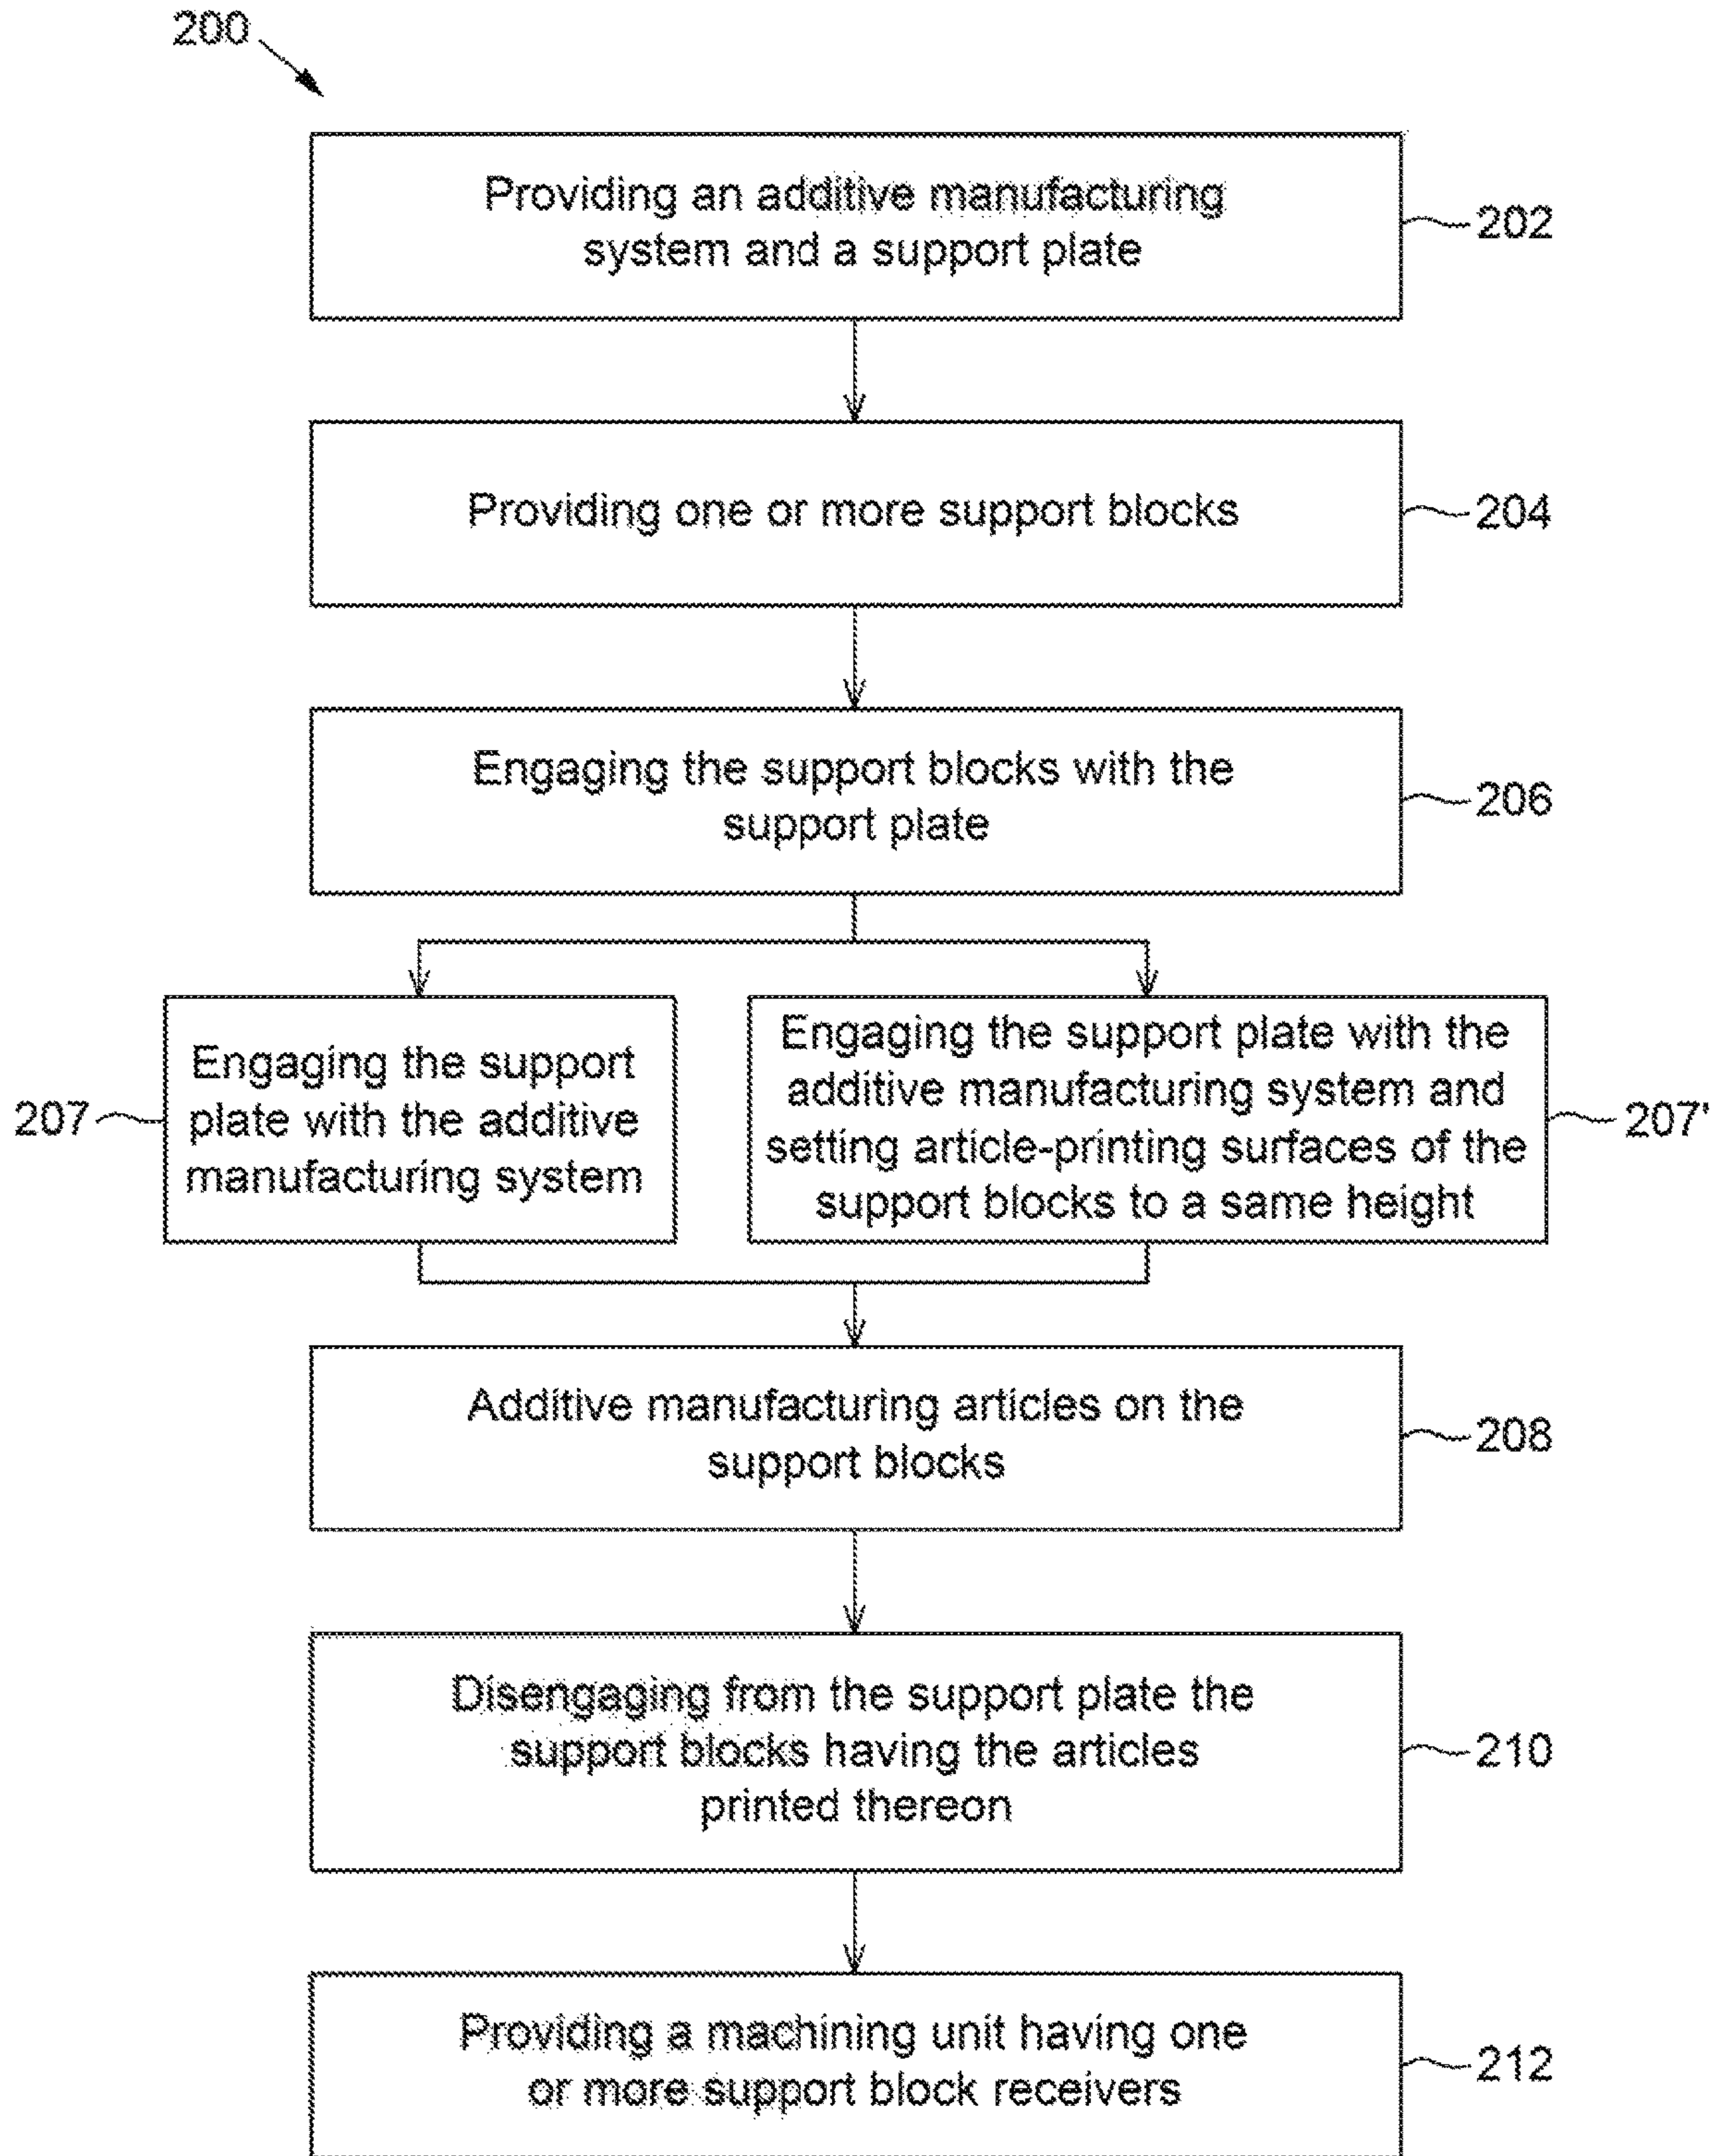 200
Providing an additive manufacturing
system and a support plate
202
Providing one or more support blocks
204
Engaging the support blocks with the
support plate
206
Engaging the support
plate with the additive
manufacturing system
207
Engaging the support plate with the
additive manufacturing system and
setting article-printing surfaces of the
support blocks to a same height
207'
Additive manufacturing articles on the
support blocks
208
Disengaging from the support plate the
support blocks having the articles
printed thereon
210
Providing a machining unit having one
or more support block receivers
212